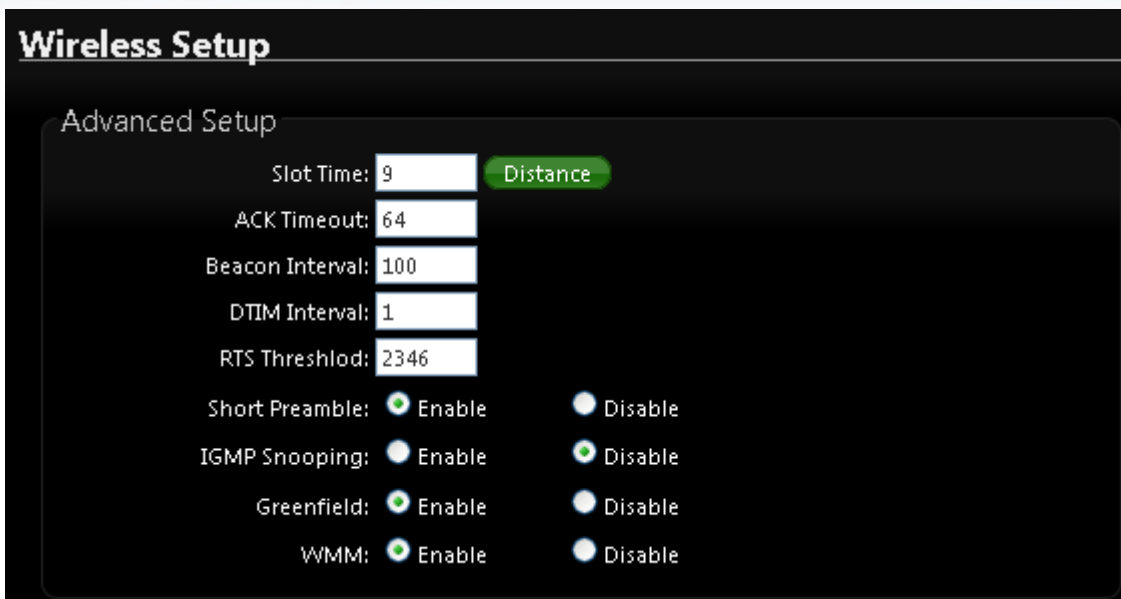 Wireless Setup
Advanced Setup
Slot Time: 9 Distance
ACK Timeout: 64
Beacon Interval: 100
DTIM Interval: 1
RTS Threshlod: 2346
Short Preamble: Enable Disable
IGMP Snooping: Enable Disable
Greenfield: Enable Disable
WMM: Enable Disable